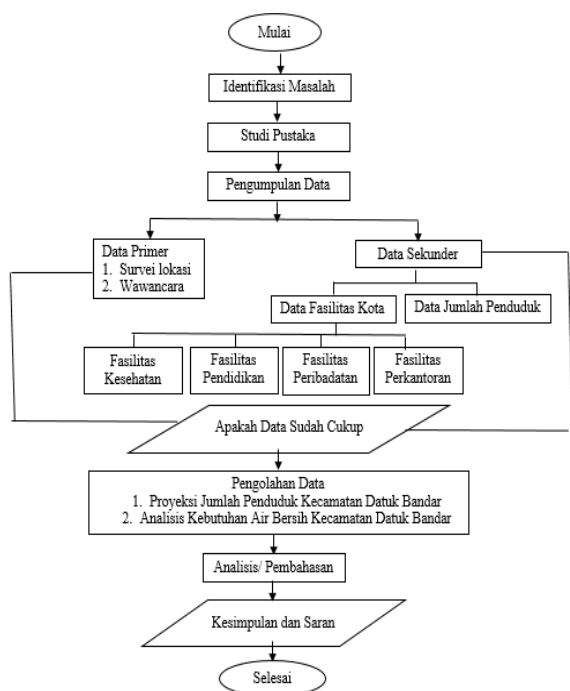 Mulai
Identifikasi Masalah
Studi Pustaka
Pengumpulan Data
Data Primer
1. Survei lokasi
2. Wawancara
Data Sekunder
Data Fasilitas Kota
Data Jumlah Penduduk
Fasilitas
Kesehatan
Fasilitas
Pendidikan
Fasilitas
Peribadatan
Fasilitas
Perkantoran
Apakah Data Sudah Cukup
Pengolahan Data
1. Proyeksi Jumlah Penduduk Kecamatan Datuk Bandar
2. Analisis Kebutuhan Air Bersih Kecamatan Datuk Bandar
Analisis/ Pembahasan
Kesimpulan dan Saran
Selesai